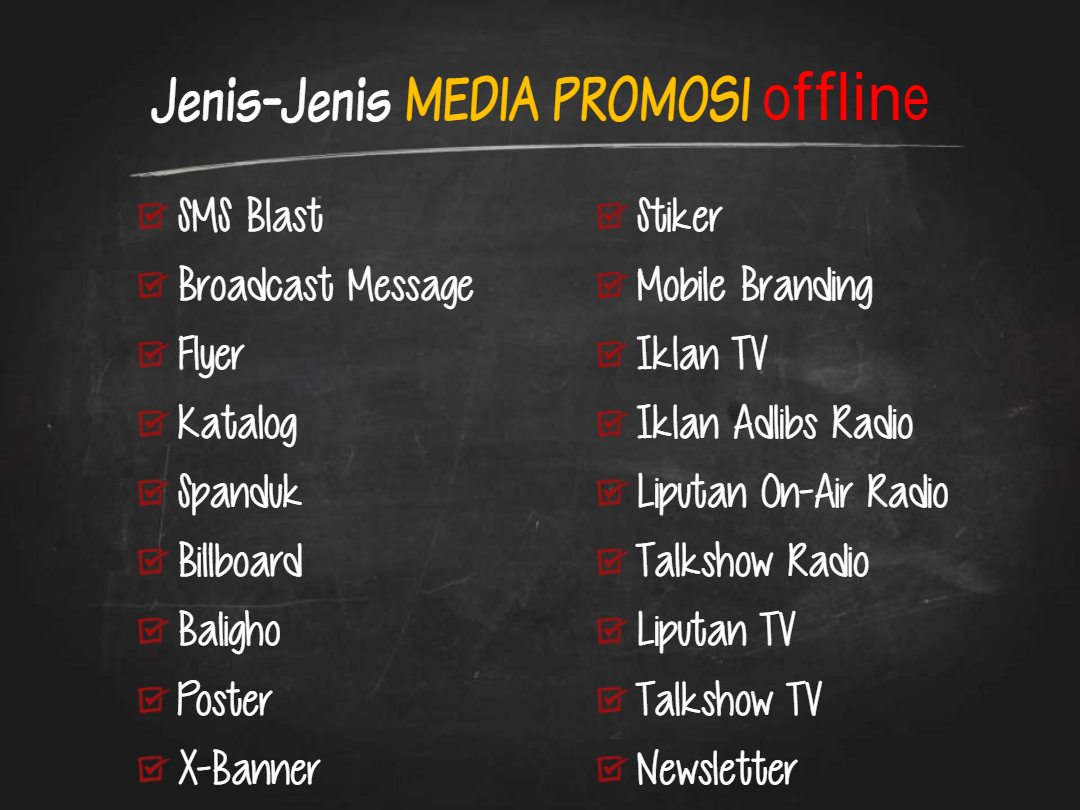 Jenis-Jenis MEDIA PROMOSI offline
SMS Blast
Broadcast Message
Flyer
Katalog
Spanduk
Billboard
Baligho
Poster
X-Banner
Stiker
Mobile Branding
Iklan TV
Iklan Adlibs Radio
Liputan On-Air Radio
Talkshow Radio
Liputan TV
Talkshow TV
Newsletter